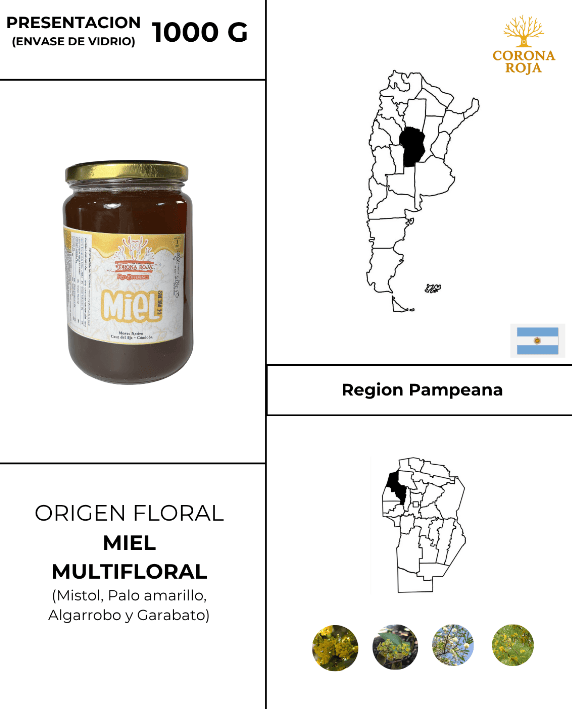 PRESENTACION
(ENVASE DE VIDRIO)
1000 G
CORONA
ROJA
CORONA ROJA
Miel
Monte Nativo
Cruz del Eje - Córdoba
Region Pampeana
ORIGEN FLORAL
MIEL
MULTIFLORAL
(Mistol, Palo amarillo,
Algarrobo y Garabato)